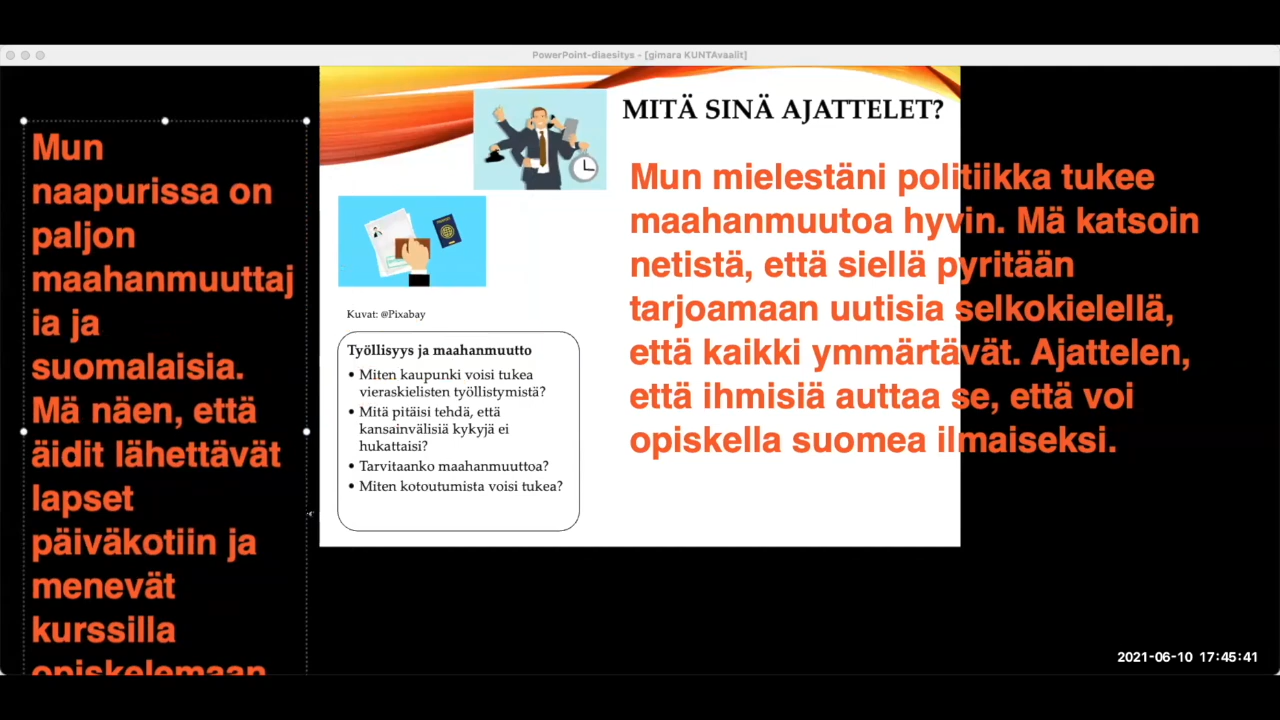 PowerPoint-diaesitys - [gimara KUNTAvaalit]
Mun
naapurissa on
paljon
maahanmuuttaj
ia ja
suomalaisia.
Mä näen, että
äidit lähettävät
lapset
päiväkotiin ja
menevät
kurssilla
opiskelemaan
MITÄ SINÄ AJATTELET?
Mun mielestäni politiikka tukee
maahanmuutoa hyvin. Mä katsoin
netistä, että siellä pyritään
tarjoamaan uutisia selkokielellä,
että kaikki ymmärtävät. Ajattelen,
että ihmisiä auttaa se, että voi
opiskella suomea ilmaiseksi.
Kuvat: @Pixabay
Työllisyys ja maahanmuutto
• Miten kaupunki voisi tukea
vieraskielisten työllistymistä?
• Mitä pitäisi tehdä, että
kansainvälisiä kykyjä ei
hukattaisi?
• Tarvitaanko maahanmuuttoa?
• Miten kotoutumista voisi tukea?
2021-06-10 17:45:41